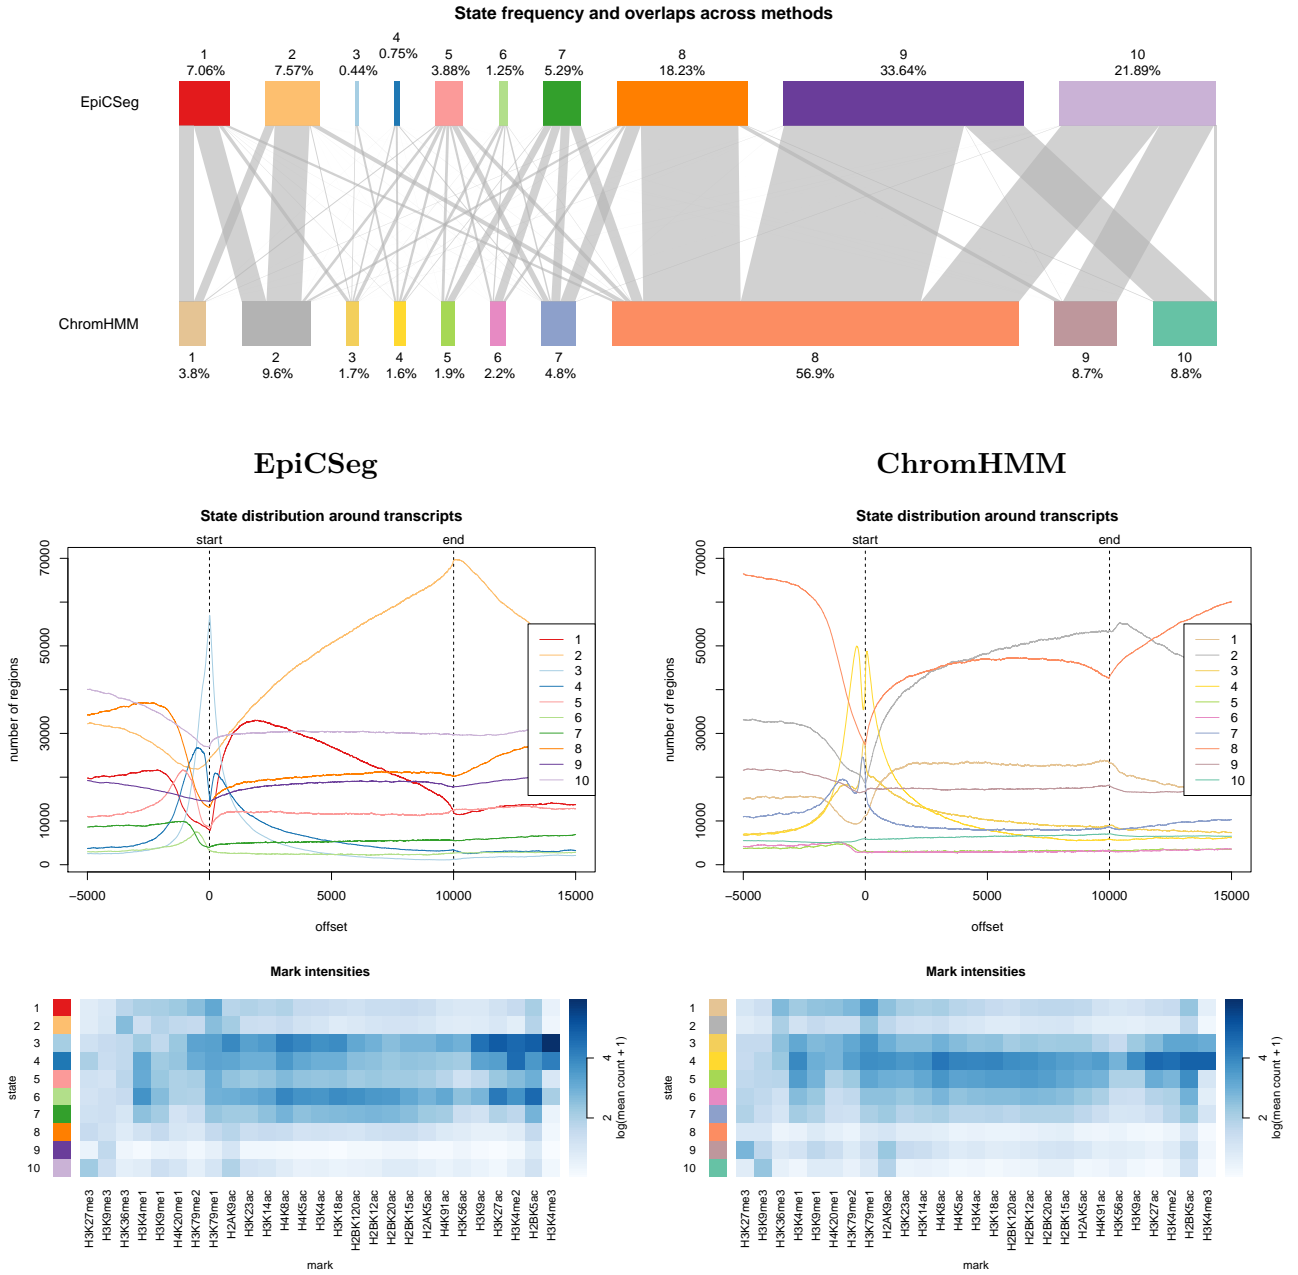 State frequency and overlaps across methods
1 2 3 4 5 6 7 8 9 10
7.06% 7.57% 0.44% 0.75% 3.88% 1.25% 5.29% 18.23% 33.64% 21.89%
EpiCSeg
ChromHMM
1 2 3 4 5 6 7 8 9 10
3.8% 9.6% 1.7% 1.6% 1.9% 2.2% 4.8% 56.9% 8.7% 8.8%
EpiCSeg
State distribution around transcripts
start end
number of regions
0 10000 30000 50000 70000
1
2
3
4
5
6
7
8
9
10
−5000 0 5000 10000 15000
offset
Mark intensities
state
1
2
3
4
5
6
7
8
9
10
2 4
log(mean count + 1)
H3K27me3
H3K9me3
H3K36me3
H3K4me1
H3K9me1
H4K20me1
H3K79me2
H3K79me1
H2AK9ac
H3K23ac
H3K14ac
H4K8ac
H4K5ac
H3K4ac
H3K18ac
H2BK120ac
H2BK12ac
H2BK20ac
H2BK15ac
H2AK5ac
H4K91ac
H3K56ac
H3K9ac
H3K27ac
H3K4me2
H2BK5ac
H3K4me3
mark
ChromHMM
State distribution around transcripts
start end
number of regions
0 10000 30000 50000 70000
1
2
3
4
5
6
7
8
9
10
−5000 0 5000 10000 15000
offset
Mark intensities
state
1
2
3
4
5
6
7
8
9
10
2 4
log(mean count + 1)
H3K27me3
H3K9me3
H3K36me3
H3K4me1
H3K9me1
H4K20me1
H3K79me2
H3K79me1
H2AK9ac
H3K23ac
H3K14ac
H4K8ac
H4K5ac
H3K4ac
H3K18ac
H2BK120ac
H2BK12ac
H2BK20ac
H2BK15ac
H2AK5ac
H4K91ac
H3K56ac
H3K9ac
H3K27ac
H3K4me2
H2BK5ac
H3K4me3
mark